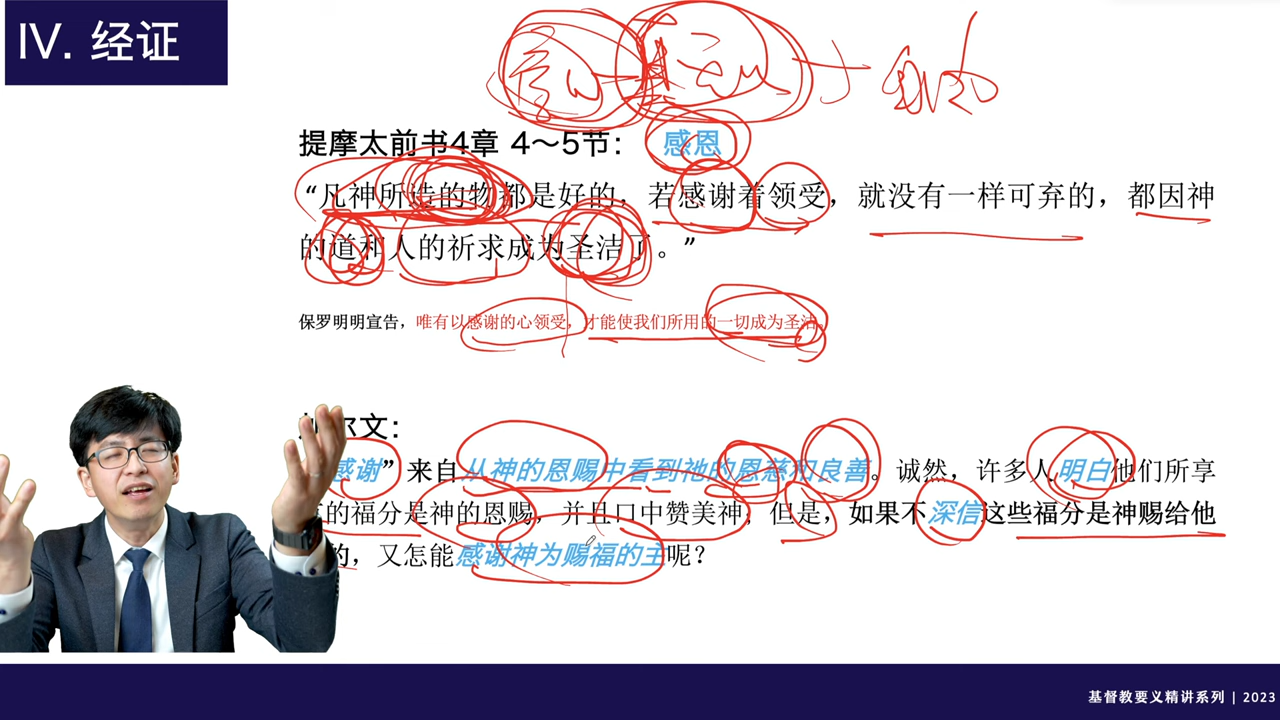 IV. 经证
提摩太前书4章 4～5节： 感恩
“凡神所造的物都是好的，若感谢着领受，就没有一样可弃的，都因神
的道和人的祈求成为圣洁了。”
保罗明明宣告，唯有以感谢的心领受，才能使我们所用的一切成为圣洁。
尔文：
感谢”来自从神的恩赐中看到祂的恩慈和良善。诚然，许多人明白他们所享
的福分是神的恩赐，并且口中赞美神，但是，如果不深信这些福分是神赐给他
的，又怎能感谢神为赐福的主呢？
基督教要义精讲系列 | 2023